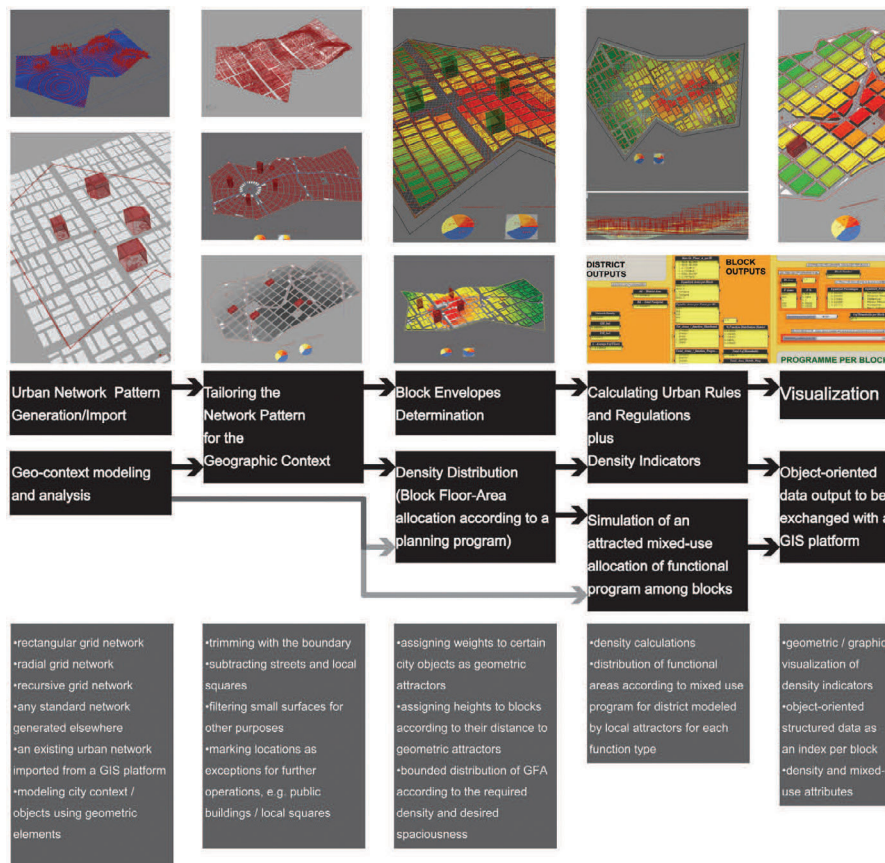 DISTRICT
OUTPUTS
BLOCK
OUTPUTS
PROGRAMME PER BLOCK
Urban Network Pattern
Generation/Import
Geo-context modeling
and analysis
Tailoring the
Network Pattern
for the
Geographic Context
Block Envelopes
Determination
Density Distribution
(Block Floor-Area
allocation according to a
planning program)
Calculating Urban Rules
and Regulations
plus
Density Indicators
Simulation of an
attracted mixed-use
allocation of functional
program among blocks
Visualization
Object-oriented
data output to be
exchanged with a
GIS platform
•rectangular grid network
•radial grid network
•recursive grid network
•any standard network
generated elsewhere
•an existing urban network
imported from a GIS platform
•modeling city context /
objects using geometric
elements
•trimming with the boundary
•subtracting streets and local
squares
•filtering small surfaces for
other purposes
•marking locations as
exceptions for further
operations, e.g. public
buildings / local squares
•assigning weights to certain
city objects as geometric
attractors
•assigning heights to blocks
according to their distance to
geometric attractors
•bounded distribution of GFA
according to the required
density and desired
spaciousness
•density calculations
•distribution of functional
areas according to mixed use
program for district modeled
by local attractors for each
function type
•geometric / graphic
visualization of
density indicators
•object-oriented
structured data as
an index per block
•density and mixed-
use attributes